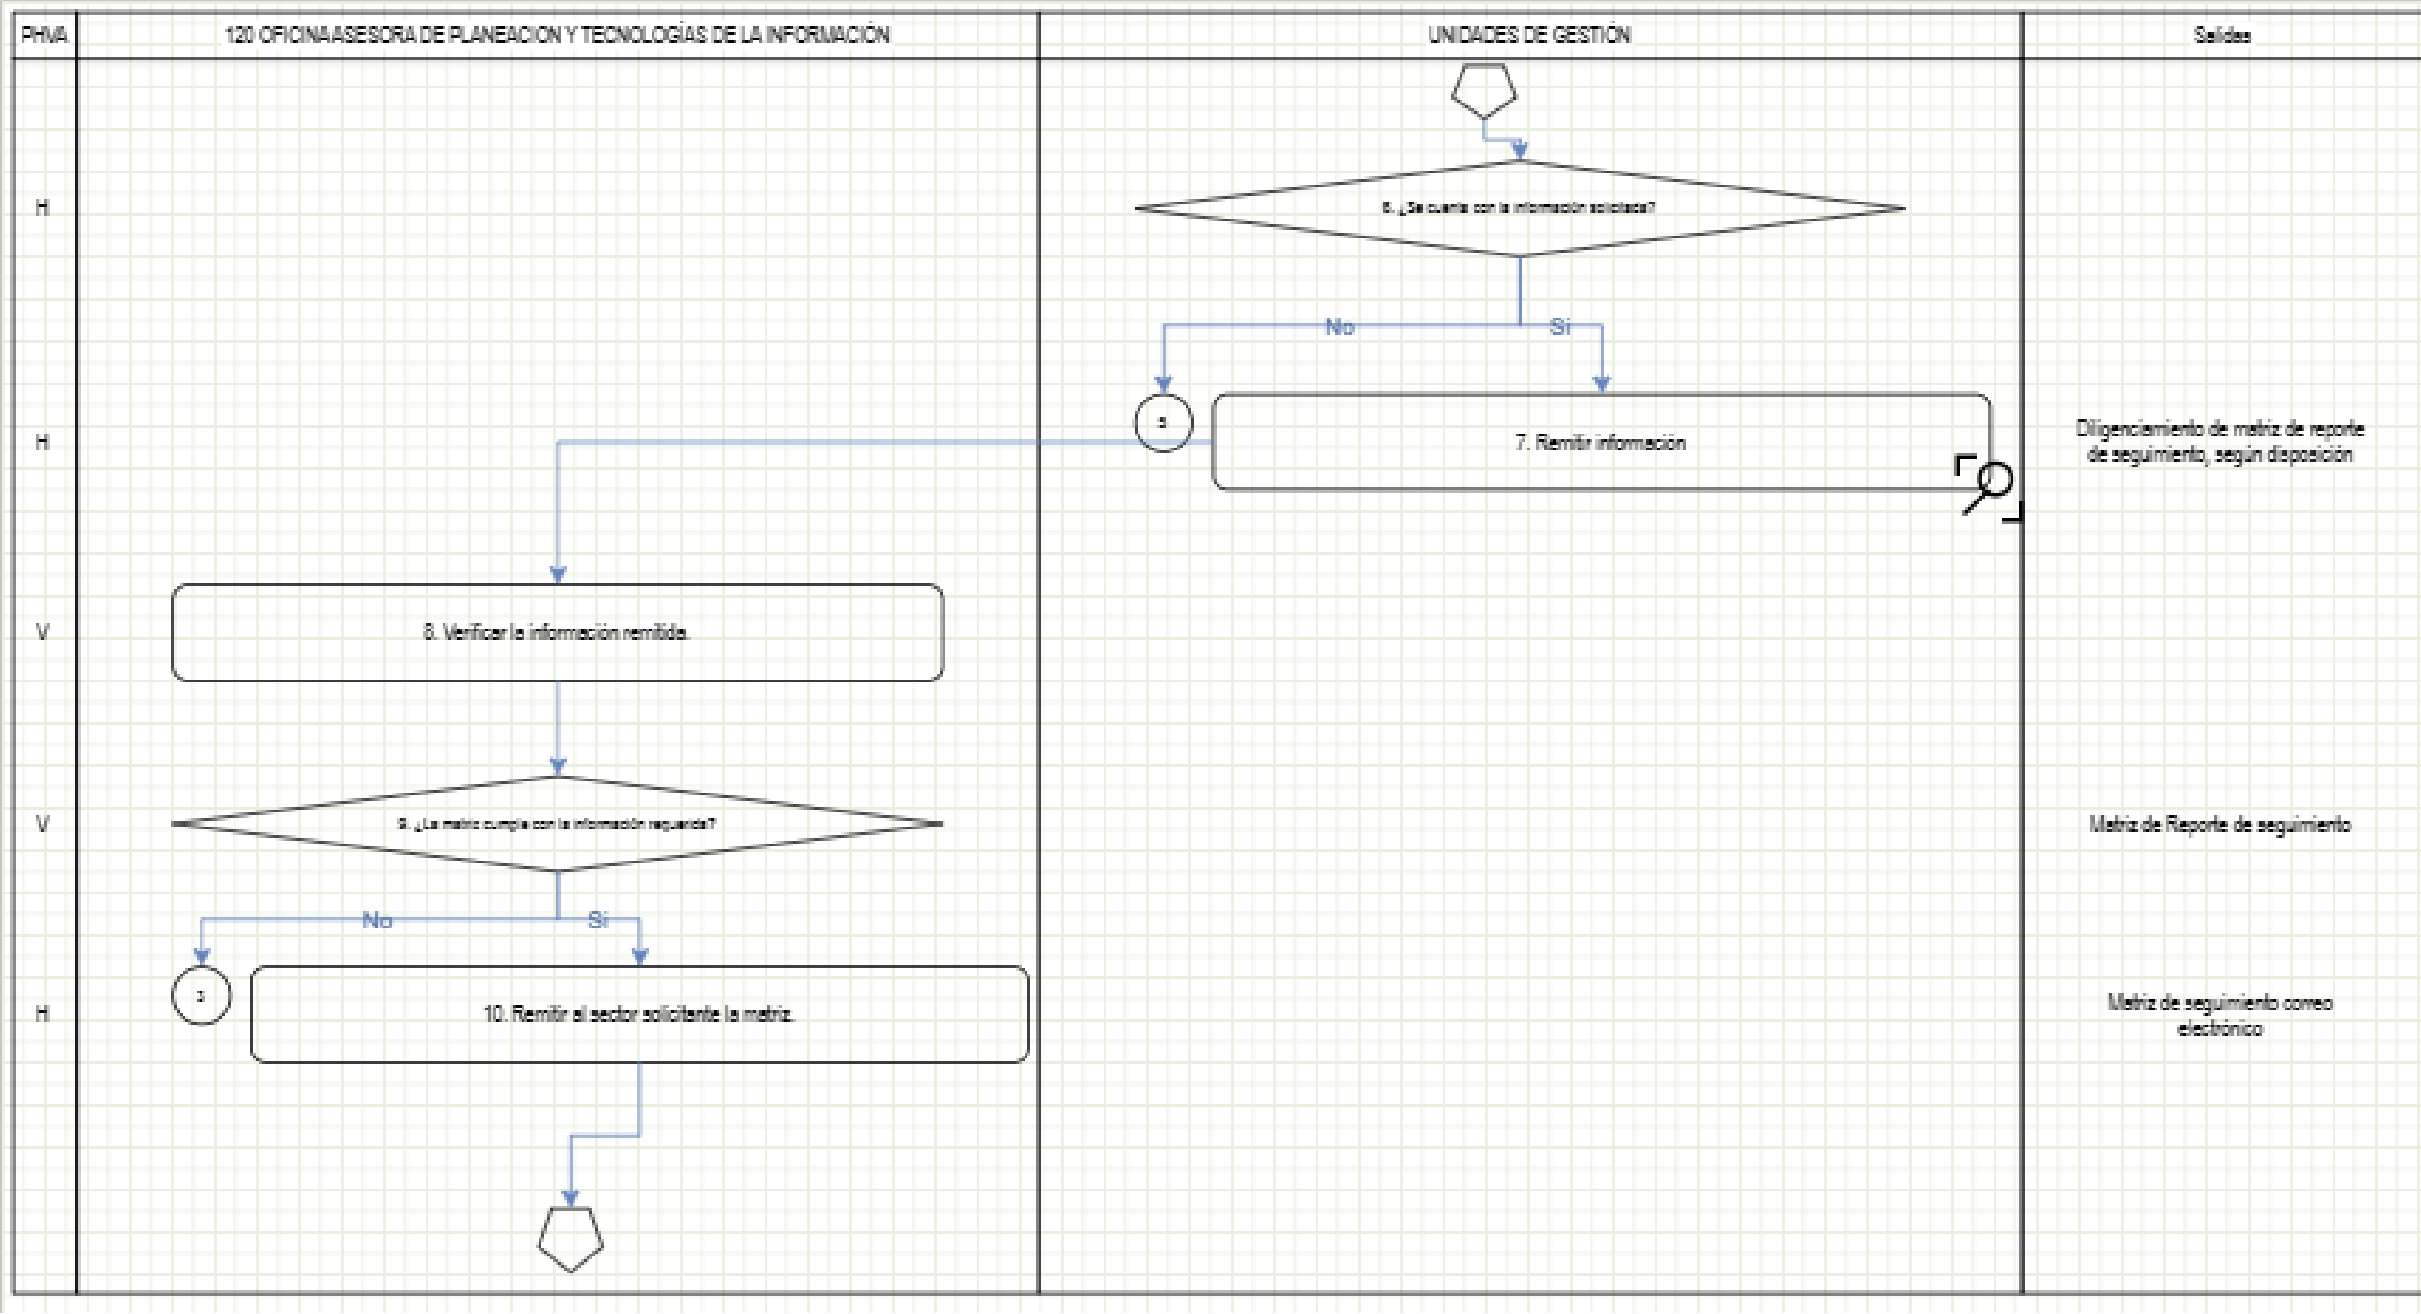 PHVA
120 OFICINA ASESORA DE PLANEACION Y TECNOLOGÍAS DE LA INFORMACIÓN
UNIDADES DE GESTIÓN
Salidas
H
6. ¿Se cuenta con la información solicitada?
No
Si
H
7. Remitir información
Diligenciamiento de matriz de reporte
de seguimiento, según disposición
V
8. Verificar la información remitida.
V
9. ¿La matriz cumple con la información requerida?
Matriz de Reporte de seguimiento
No
Si
H
10. Remitir al sector solicitante la matriz.
Matriz de seguimiento correo
electrónico